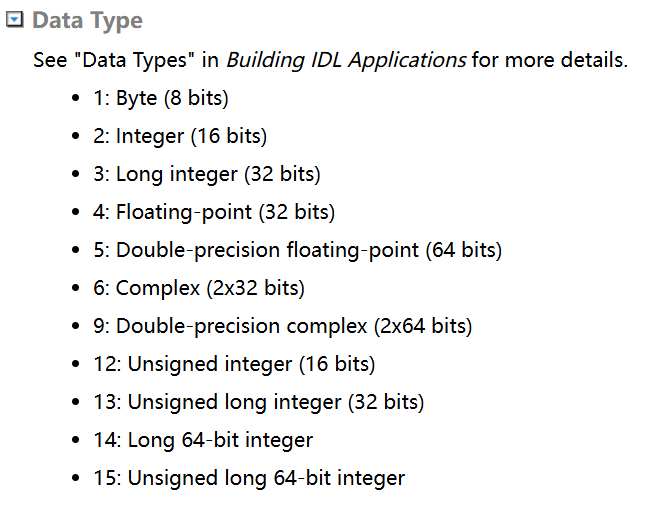 Data Type
See "Data Types" in Building IDL Applications for more details.
• 1: Byte (8 bits)
• 2: Integer (16 bits)
• 3: Long integer (32 bits)
• 4: Floating-point (32 bits)
• 5: Double-precision floating-point (64 bits)
• 6: Complex (2x32 bits)
• 9: Double-precision complex (2x64 bits)
• 12: Unsigned integer (16 bits)
• 13: Unsigned long integer (32 bits)
• 14: Long 64-bit integer
• 15: Unsigned long 64-bit integer